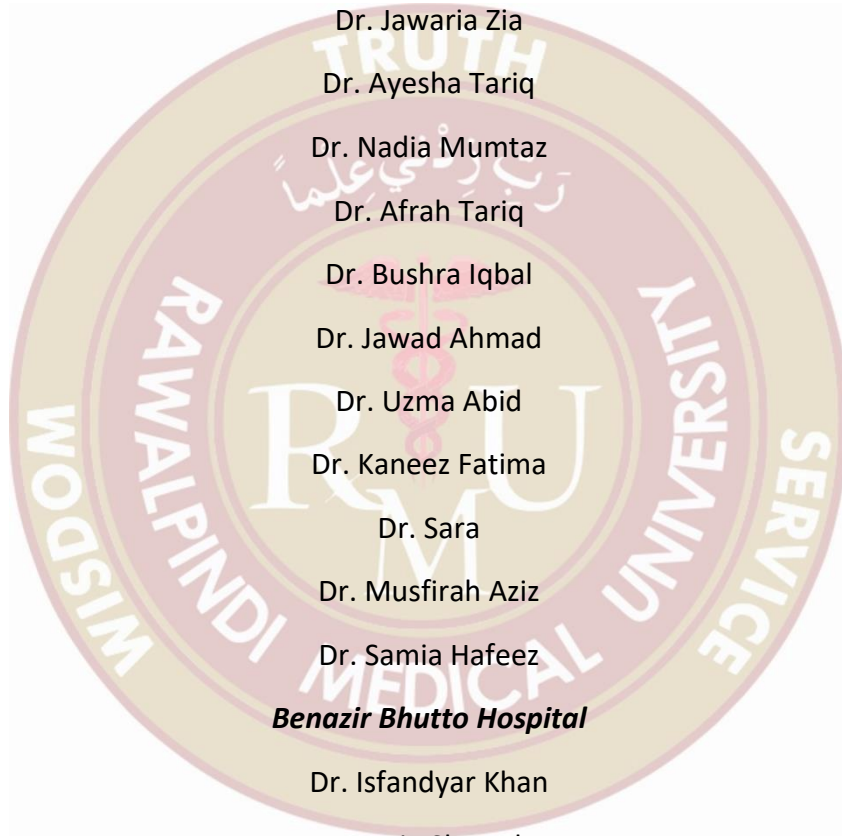 Dr. Jawaria Zia
TRUTH
Dr. Ayesha Tariq
Dr. Nadia Mumtaz
رَبِّ زِدْنِي عِلْماً
Dr. Afrah Tariq
Dr. Bushra Iqbal
Dr. Jawad Ahmad
Dr. Uzma Abid
Dr. Kaneez Fatima
Dr. Sara
Dr. Musfirah Aziz
Dr. Samia Hafeez
Benazir Bhutto Hospital
Dr. Isfandyar Khan
RAWALPINDI MEDICAL UNIVERSITY
RMU
WISDOM
SERVICE